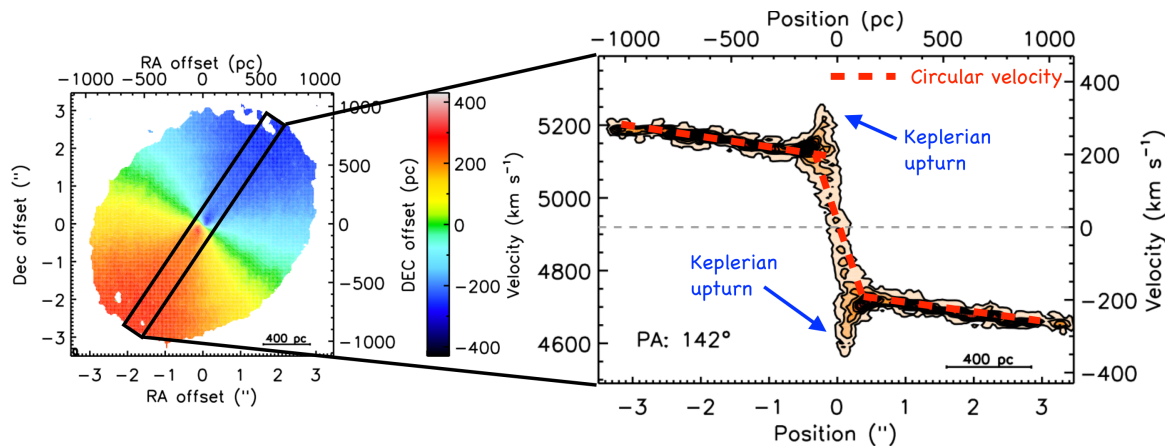 RA offset (pc)
−1000 −500 0 500 1000
3
2
1
0
−1
−2
−3
Dec offset (")
1000
500
0
−500
−1000
DEC offset (pc)
400 pc
−3 −2 −1 0 1 2 3
RA offset (")
400
200
0
−200
−400
Velocity (km s⁻¹)
Position (pc)
−1000 −500 0 500 1000
Circular velocity
Keplerian
upturn
Keplerian
upturn
PA: 142°
400 pc
5200
5000
4800
4600
400
200
0
−200
−400
Velocity (km s⁻¹)
−3 −2 −1 0 1 2 3
Position (")